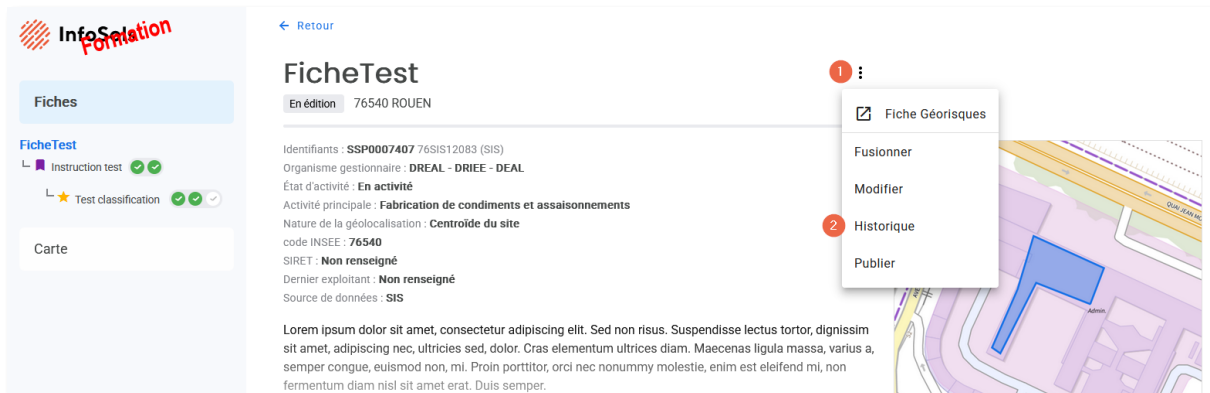 InfoSols
Formation
← Retour
FicheTest
En édition 76540 ROUEN
1
Fiche Géorisques
Fusionner
Modifier
2 Historique
Publier
Fiches
FicheTest
Instruction test
Test classification
Carte
Identifiants : SSP0007407 76SIS12083 (SIS)
Organisme gestionnaire : DREAL - DRIEE - DEAL
État d'activité : En activité
Activité principale : Fabrication de condiments et assaisonnements
Nature de la géolocalisation : Centroïde du site
code INSEE : 76540
SIRET : Non renseigné
Dernier exploitant : Non renseigné
Source de données : SIS
Lorem ipsum dolor sit amet, consectetur adipiscing elit. Sed non risus. Suspendisse lectus tortor, dignissim
sit amet, adipiscing nec, ultricies sed, dolor. Cras elementum ultrices diam. Maecenas ligula massa, varius a,
semper congue, euismod non, mi. Proin porttitor, orci nec nonummy molestie, enim est eleifend mi, non
fermentum diam nisl sit amet erat. Duis semper.
QUAI JEAN
Admin.